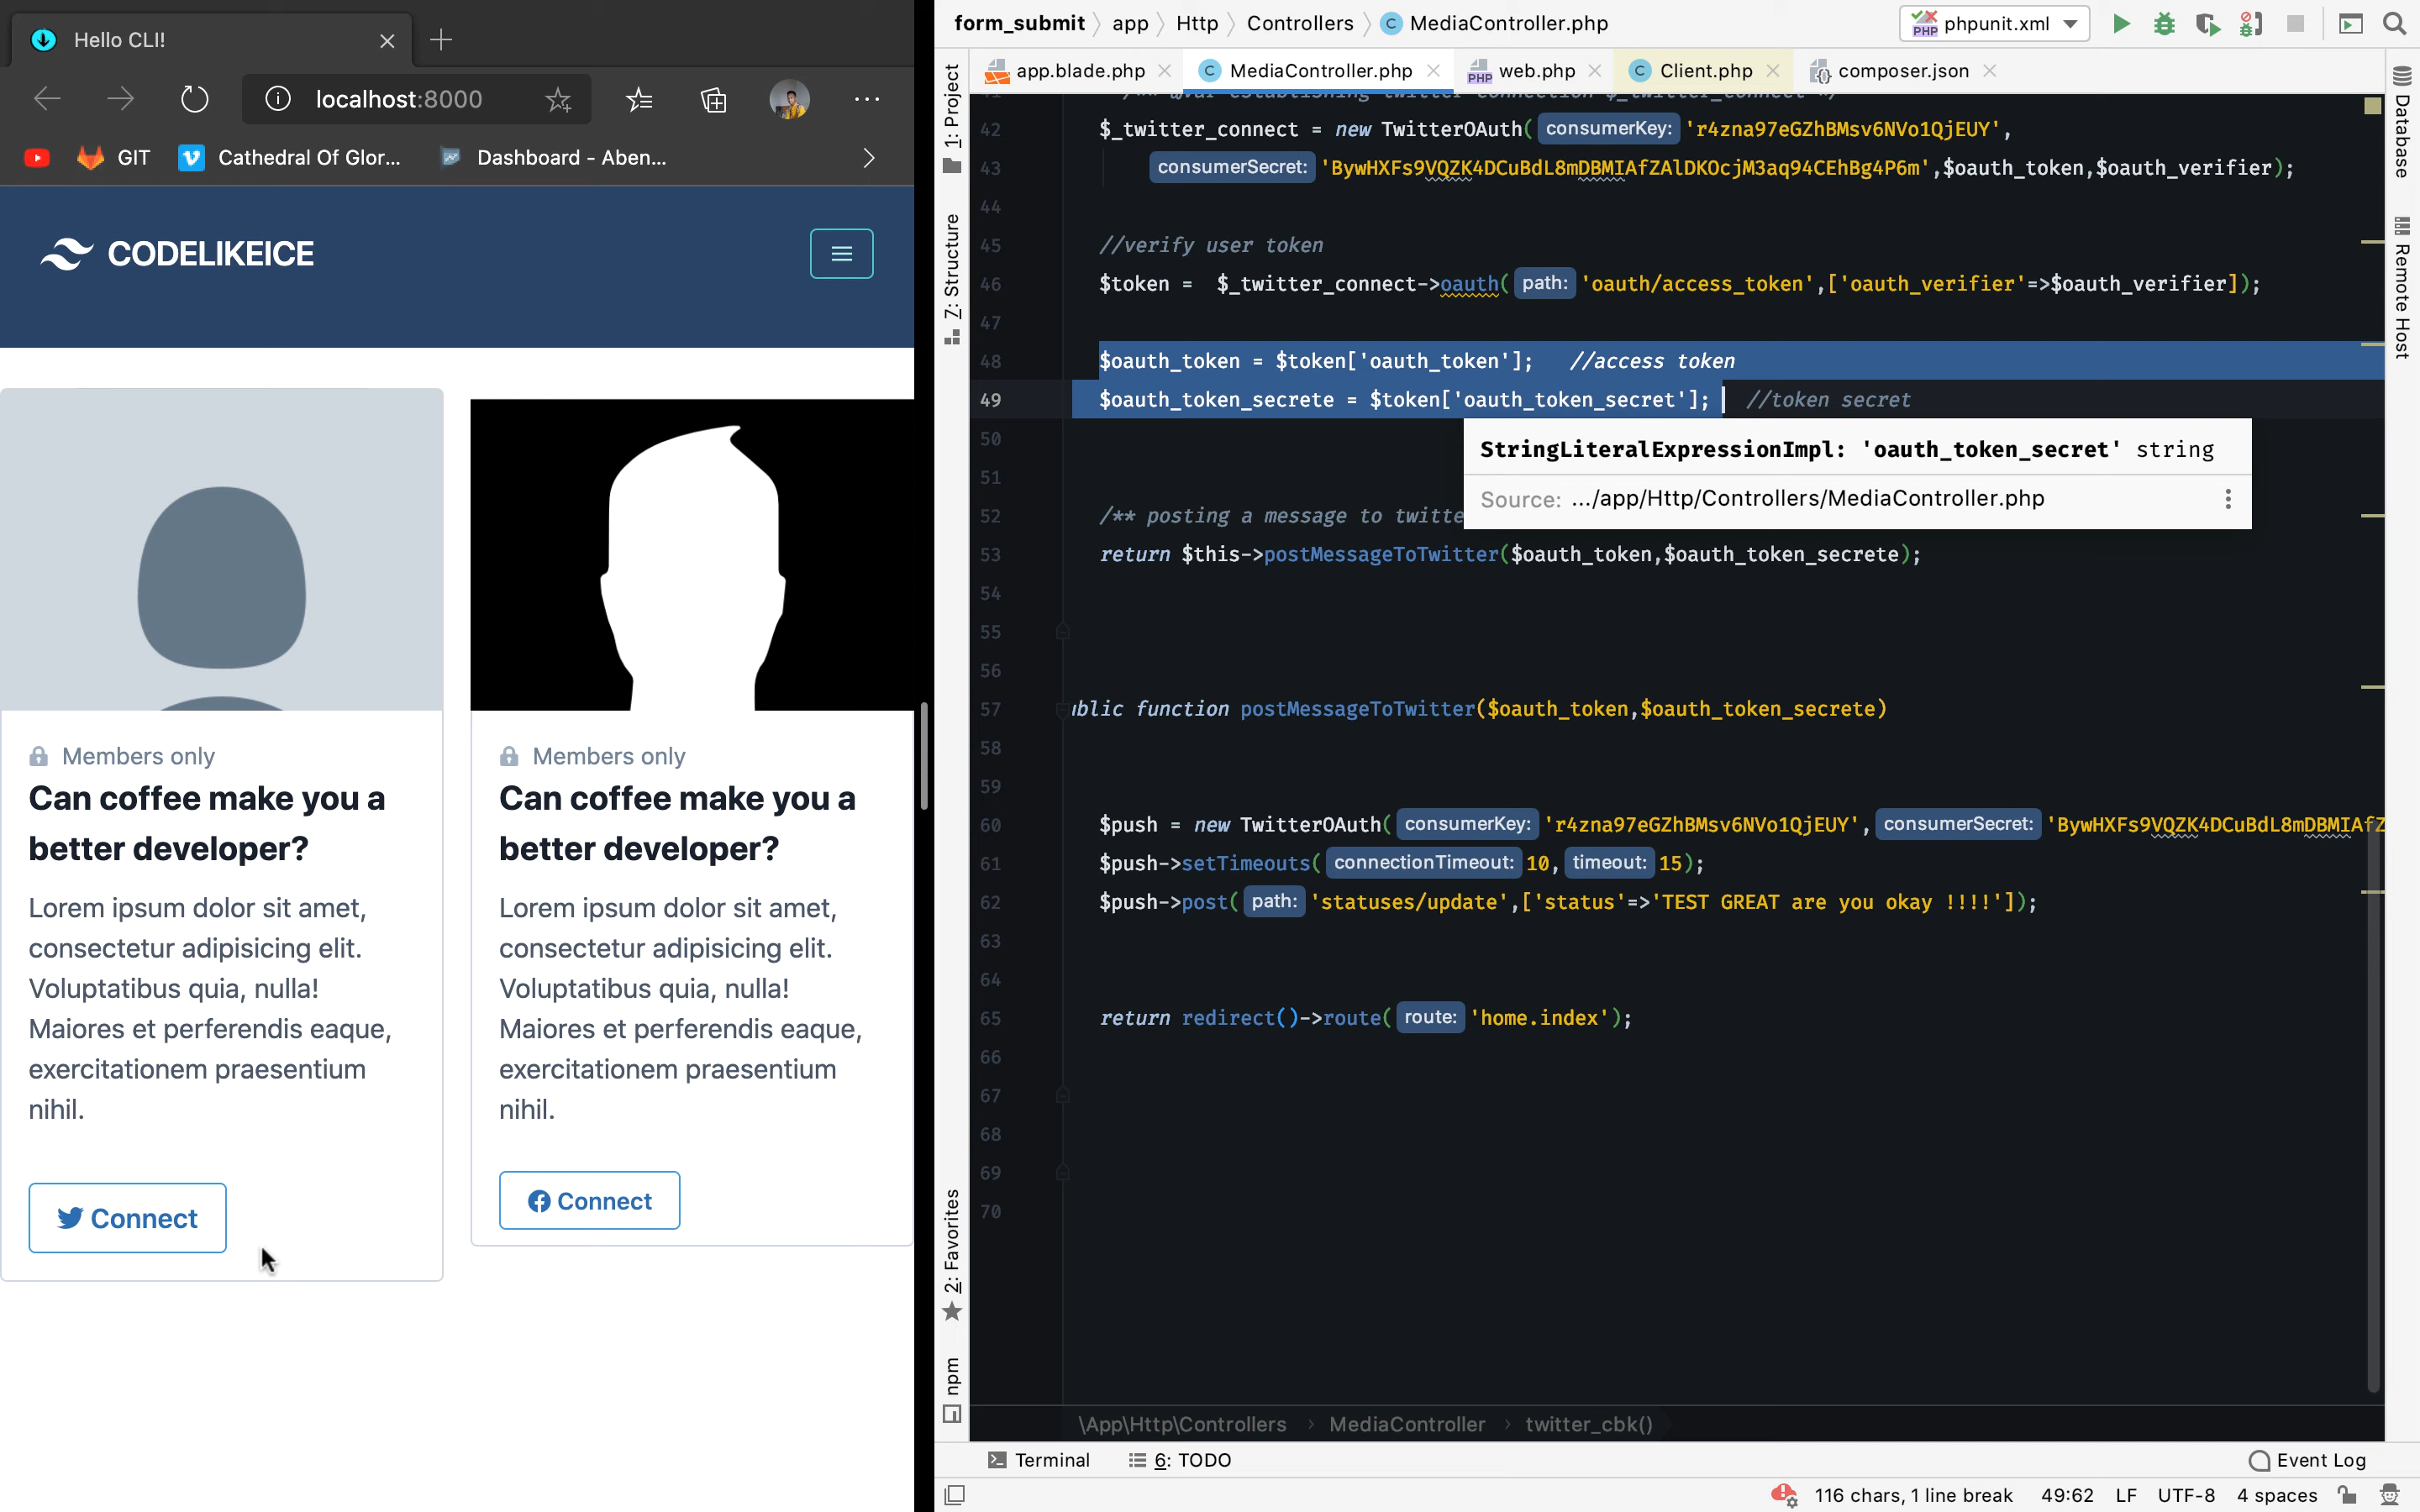 Hello CLI!
localhost:8000
GIT
Cathedral Of Glor...
Dashboard - Aben...
CODELIKEICE
Members only
Can coffee make you a
better developer?
Lorem ipsum dolor sit amet,
consectetur adipisicing elit.
Voluptatibus quia, nulla!
Maiores et perferendis eaque,
exercitationem praesentium
nihil.
Connect
Members only
Can coffee make you a
better developer?
Lorem ipsum dolor sit amet,
consectetur adipisicing elit.
Voluptatibus quia, nulla!
Maiores et perferendis eaque,
exercitationem praesentium
nihil.
Connect
form_submit app Http Controllers C MediaController.php
PHP phpunit.xml
app.blade.php C MediaController.php PHP web.php C Client.php composer.json
1: Project
7: Structure
2: Favorites
npm
Database
Remote Host
42 $_twitter_connect = new TwitterOAuth( consumerKey: 'r4zna97eGZhBMsv6NVo1QjEUY',
43 consumerSecret: 'BywHXFs9VQZK4DCuBdL8mDBMIAfZAlDKOcjM3aq94CEhBg4P6m',$oauth_token,$oauth_verifier);
44
45 //verify user token
46 $token = $_twitter_connect->oauth( path: 'oauth/access_token',['oauth_verifier'=>$oauth_verifier]);
47
48 $oauth_token = $token['oauth_token']; //access token
49 $oauth_token_secrete = $token['oauth_token_secret']; //token secret
StringLiteralExpressionImpl: 'oauth_token_secret' string
Source: .../app/Http/Controllers/MediaController.php
50
51
52 /** posting a message to twitte
53 return $this->postMessageToTwitter($oauth_token,$oauth_token_secrete);
54
55
56
57 ublic function postMessageToTwitter($oauth_token,$oauth_token_secrete)
58
59
60 $push = new TwitterOAuth( consumerKey: 'r4zna97eGZhBMsv6NVo1QjEUY', consumerSecret: 'BywHXFs9VQZK4DCuBdL8mDBMIAfZ
61 $push->setTimeouts( connectionTimeout: 10, timeout: 15);
62 $push->post( path: 'statuses/update',['status'=>'TEST GREAT are you okay !!!!']);
63
64
65 return redirect()->route( route: 'home.index');
66
67
68
69
70
\App\Http\Controllers › MediaController › twitter_cbk()
Terminal 6: TODO Event Log
116 chars, 1 line break 49:62 LF UTF-8 4 spaces